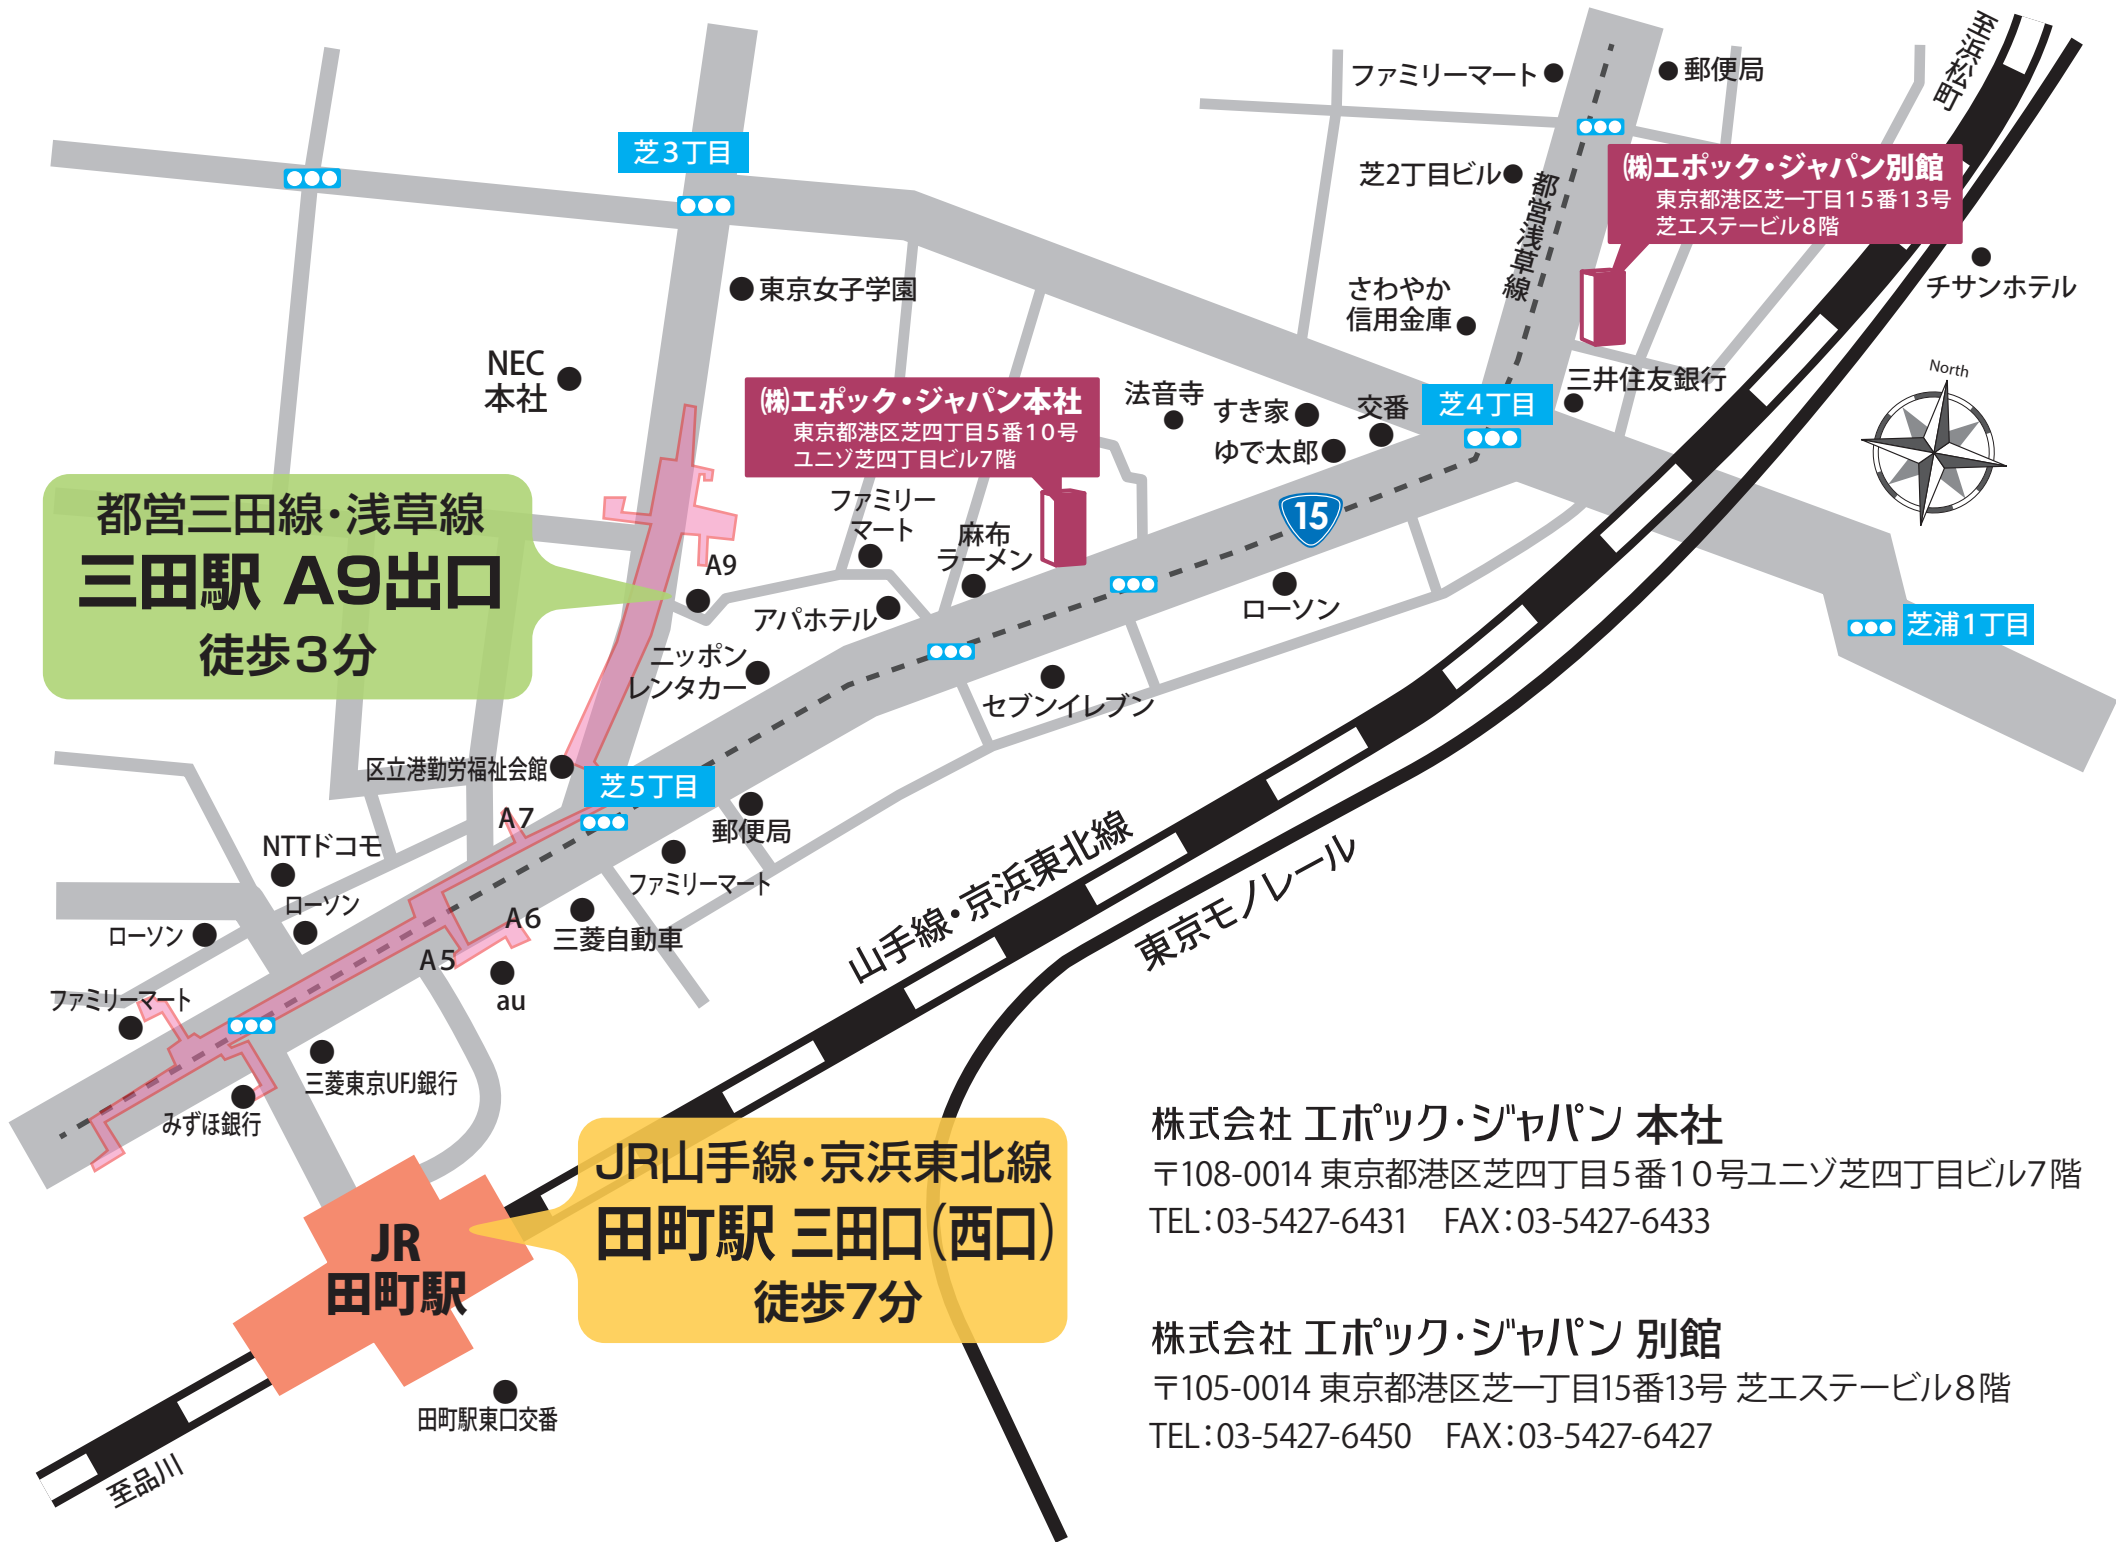 至浜松町
ファミリーマート
郵便局
芝3丁目
芝2丁目ビル
都営浅草線
㈱エポック・ジャパン別館
東京都港区芝一丁目15番13号
芝エステービル8階
チサンホテル
東京女子学園
さわやか
信用金庫
NEC
本社
三井住友銀行
North
㈱エポック・ジャパン本社
東京都港区芝四丁目5番10号
ユニゾ芝四丁目ビル7階
法音寺
すき家
ゆで太郎
交番
芝4丁目
都営三田線・浅草線
三田駅 A9出口
徒歩3分
ファミリー
マート
麻布
ラーメン
15
A9
アパホテル
ローソン
芝浦1丁目
ニッポン
レンタカー
セブンイレブン
区立港勤労福祉会館
芝5丁目
A7
郵便局
NTTドコモ
ファミリーマート
ローソン
ローソン
A6
三菱自動車
A5
au
山手線・京浜東北線
東京モノレール
ファミリーマート
三菱東京UFJ銀行
みずほ銀行
JR山手線・京浜東北線
田町駅 三田口(西口)
徒歩7分
JR
田町駅
田町駅東口交番
至品川
株式会社 エポック・ジャパン 本社
〒108-0014 東京都港区芝四丁目5番10号ユニゾ芝四丁目ビル7階
TEL：03-5427-6431　FAX：03-5427-6433
株式会社 エポック・ジャパン 別館
〒105-0014 東京都港区芝一丁目15番13号 芝エステービル8階
TEL：03-5427-6450　FAX：03-5427-6427